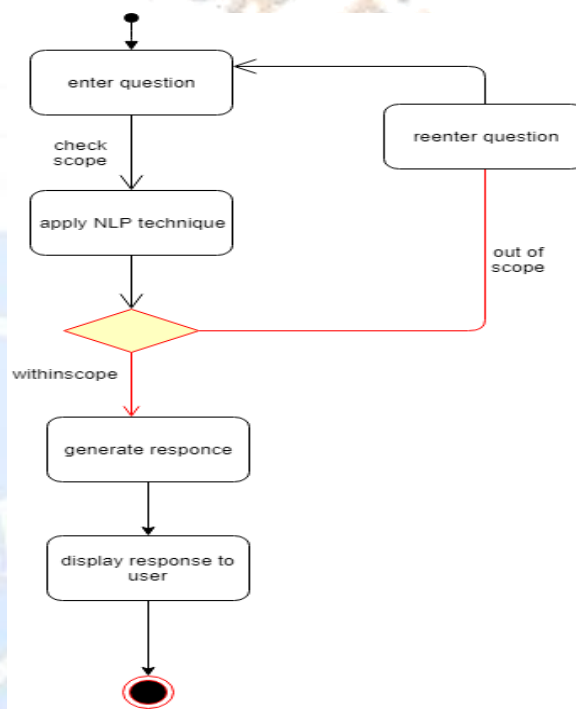 enter question
reenter question
check
scope
apply NLP technique
out of
scope
withinscope
generate responce
display response to
user